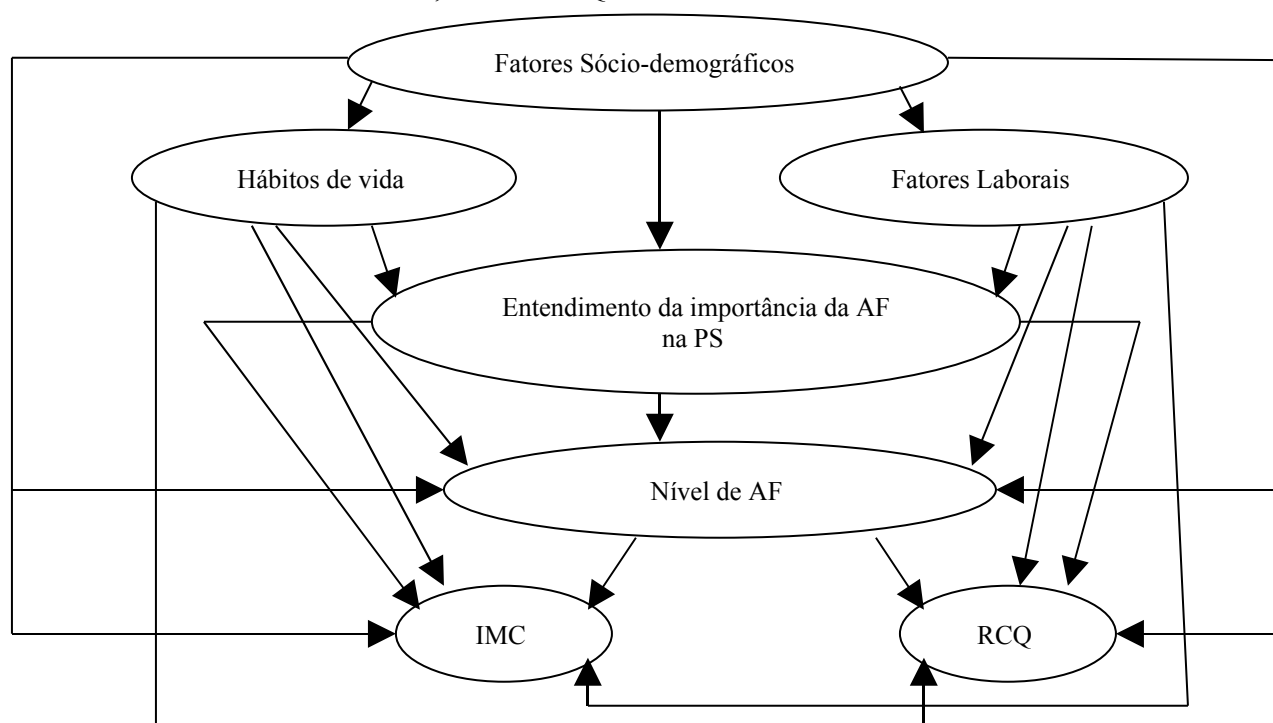 Fatores Sócio-demográficos
Hábitos de vida
Fatores Laborais
Entendimento da importância da AF
na PS
Nível de AF
IMC
RCQ